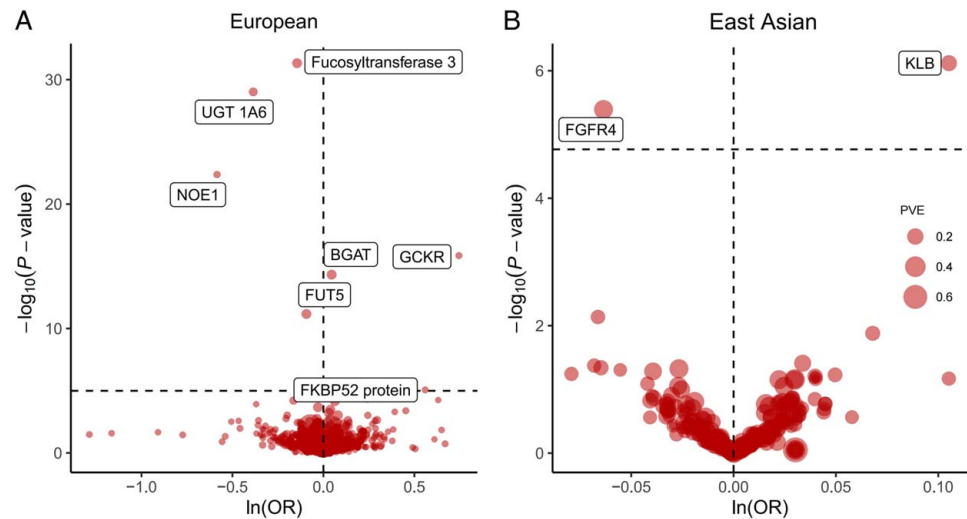 A
European
30
20
10
0
−log10(P − value)
Fucosyltransferase 3
UGT 1A6
NOE1
BGAT
GCKR
FUT5
FKBP52 protein
−1.0
−0.5
0.0
0.5
ln(OR)
B
East Asian
6
4
2
0
−log10(P − value)
KLB
FGFR4
PVE
0.2
0.4
0.6
−0.05
0.00
0.05
0.10
ln(OR)